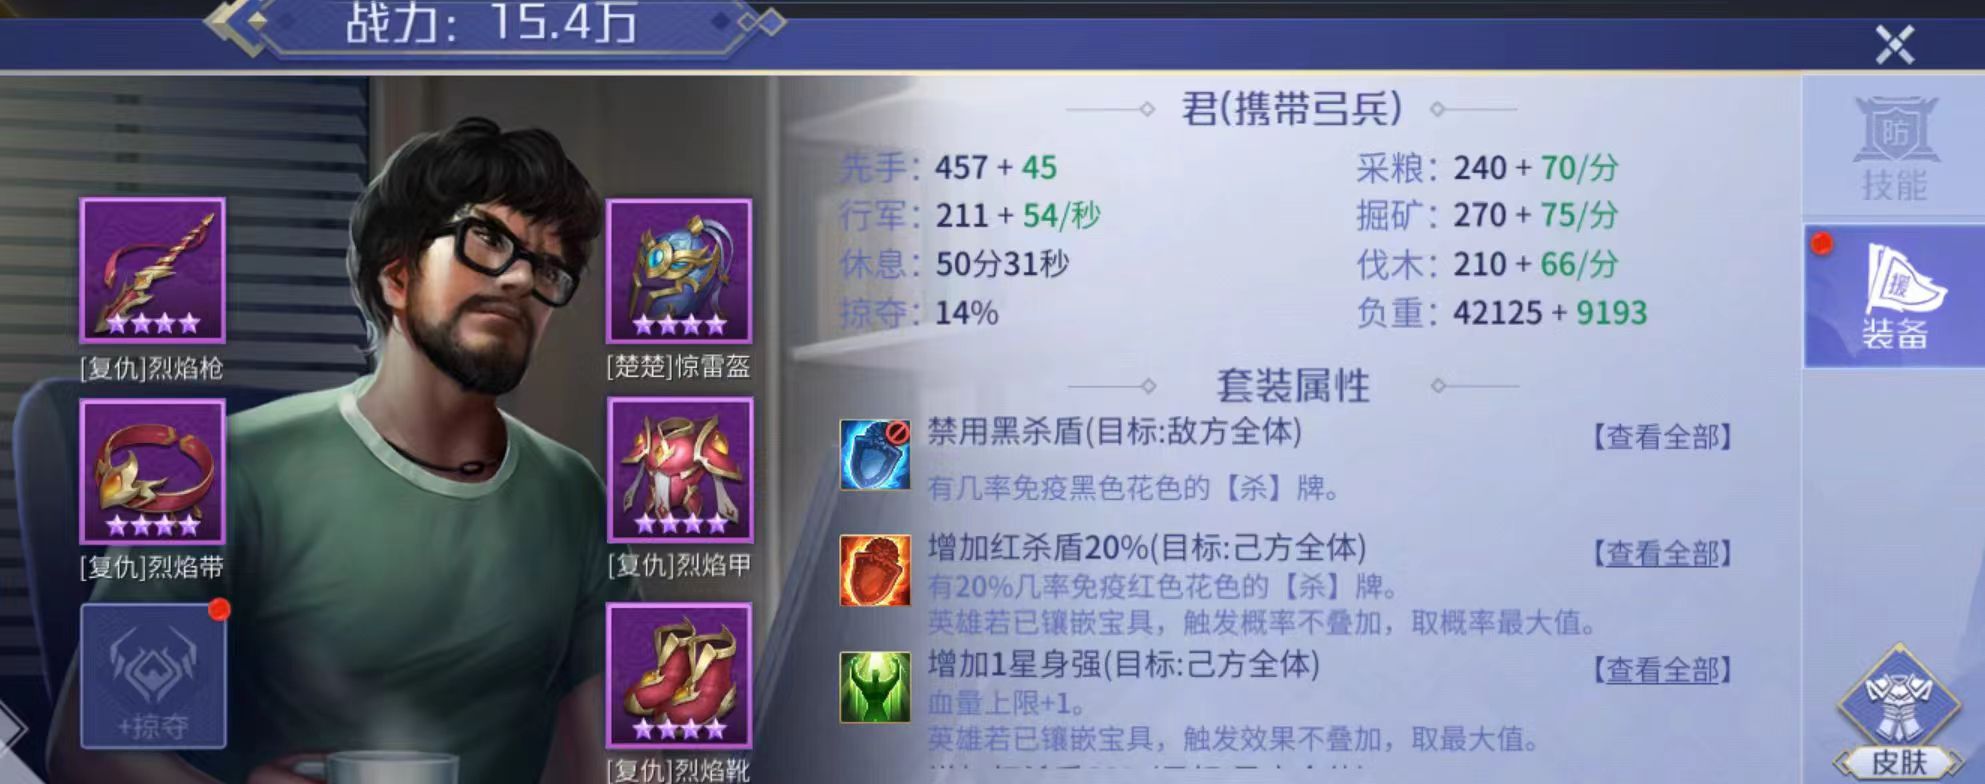 战力：15.4万
君(携带弓兵)
先手：457 + 45
采粮：240 + 70/分
行军：211 + 54/秒
掘矿：270 + 75/分
休息：50分31秒
伐木：210 + 66/分
掠夺：14%
负重：42125 + 9193
防
技能
援
装备
[复仇]烈焰枪
[楚楚]惊雷盔
[复仇]烈焰带
[复仇]烈焰甲
+掠夺
[复仇]烈焰靴
套装属性
禁用黑杀盾(目标:敌方全体)
【查看全部】
有几率免疫黑色花色的【杀】牌。
增加红杀盾20%(目标:己方全体)
【查看全部】
有20%几率免疫红色花色的【杀】牌。
英雄若已镶嵌宝具，触发概率不叠加，取概率最大值。
增加1星身强(目标:己方全体)
【查看全部】
血量上限+1。
英雄若已镶嵌宝具，触发效果不叠加，取最大值。
皮肤